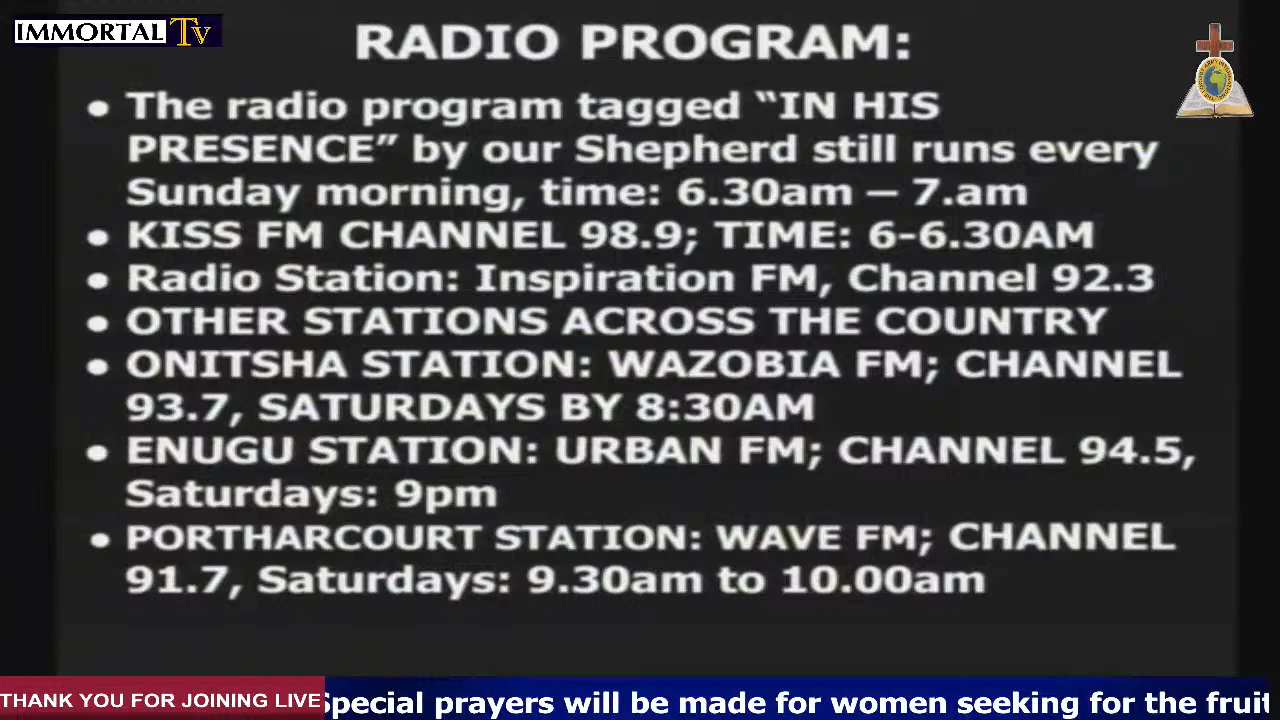 IMMORTAL Tv
RADIO PROGRAM:
• The radio program tagged “IN HIS
PRESENCE” by our Shepherd still runs every
Sunday morning, time: 6.30am – 7.am
• KISS FM CHANNEL 98.9; TIME: 6-6.30AM
• Radio Station: Inspiration FM, Channel 92.3
• OTHER STATIONS ACROSS THE COUNTRY
• ONITSHA STATION: WAZOBIA FM; CHANNEL
93.7, SATURDAYS BY 8:30AM
• ENUGU STATION: URBAN FM; CHANNEL 94.5,
Saturdays: 9pm
• PORTHARCOURT STATION: WAVE FM; CHANNEL
91.7, Saturdays: 9.30am to 10.00am
THANK YOU FOR JOINING LIVE
Special prayers will be made for women seeking for the fruit